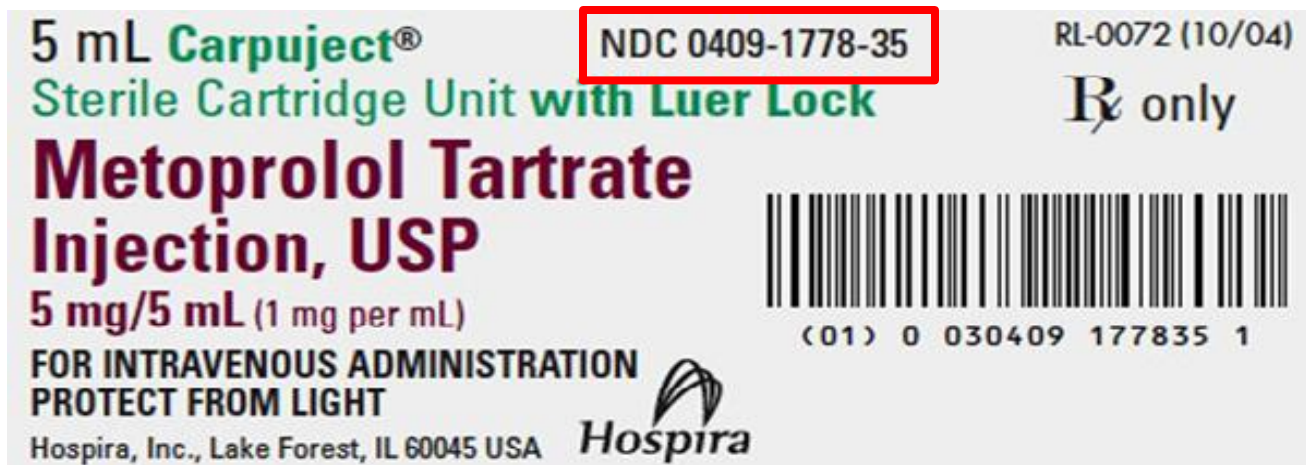 5 mL Carpuject®
NDC 0409-1778-35
RL-0072 (10/04)
Sterile Cartridge Unit with Luer Lock
Rx only
Metoprolol Tartrate
Injection, USP
5 mg/5 mL (1 mg per mL)
(01) 0 030409 177835 1
FOR INTRAVENOUS ADMINISTRATION
PROTECT FROM LIGHT
Hospira, Inc., Lake Forest, IL 60045 USA
Hospira